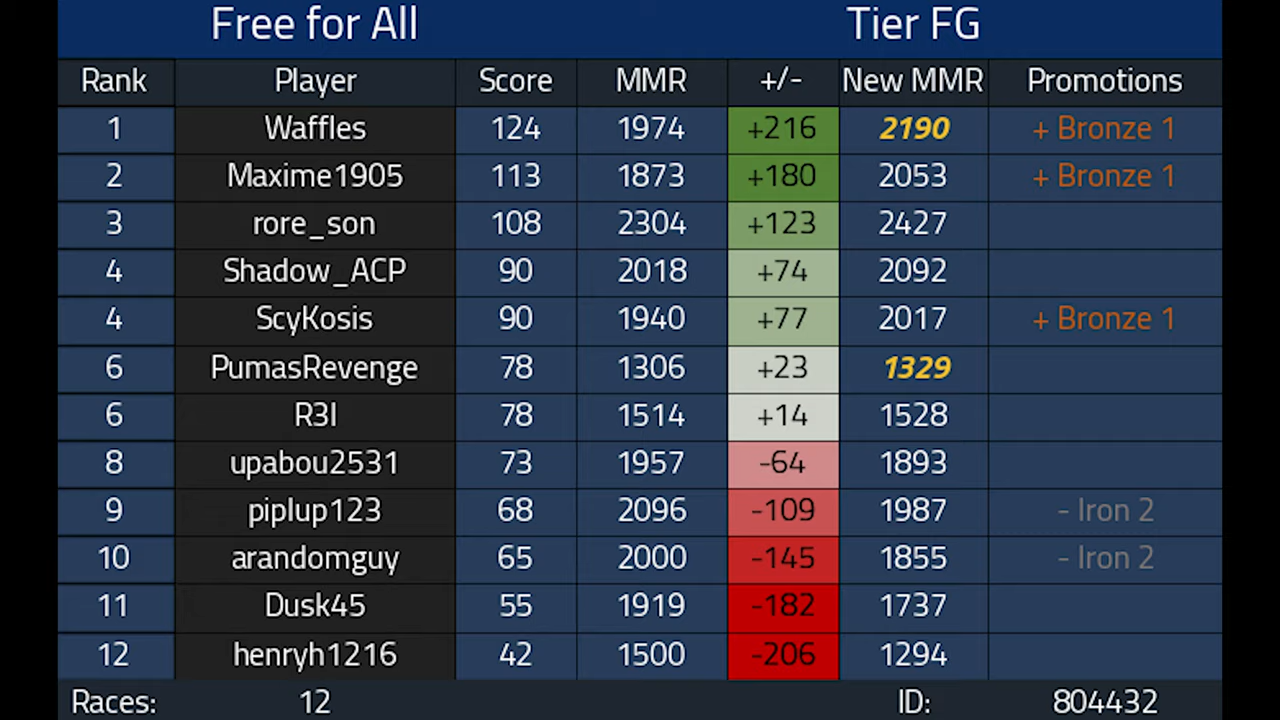 Free for All Tier FG
Rank Player Score MMR +/- New MMR Promotions
1 Waffles 124 1974 +216 2190 + Bronze 1
2 Maxime1905 113 1873 +180 2053 + Bronze 1
3 rore_son 108 2304 +123 2427
4 Shadow_ACP 90 2018 +74 2092
4 ScyKosis 90 1940 +77 2017 + Bronze 1
6 PumasRevenge 78 1306 +23 1329
6 R3I 78 1514 +14 1528
8 upabou2531 73 1957 -64 1893
9 piplup123 68 2096 -109 1987 - Iron 2
10 arandomguy 65 2000 -145 1855 - Iron 2
11 Dusk45 55 1919 -182 1737
12 henryh1216 42 1500 -206 1294
Races: 12 ID: 804432